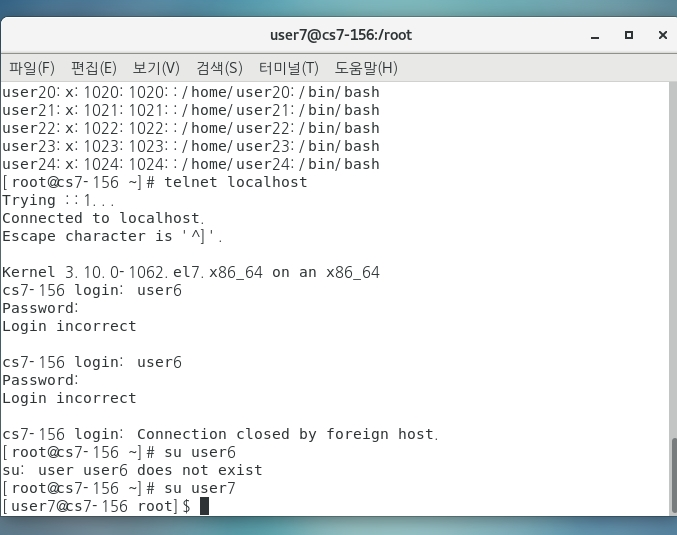 user7@cs7-156:/root
파일(F) 편집(E) 보기(V) 검색(S) 터미널(T) 도움말(H)
user20:x:1020:1020::/home/user20:/bin/bash
user21:x:1021:1021::/home/user21:/bin/bash
user22:x:1022:1022::/home/user22:/bin/bash
user23:x:1023:1023::/home/user23:/bin/bash
user24:x:1024:1024::/home/user24:/bin/bash
[root@cs7-156 ~]# telnet localhost
Trying ::1...
Connected to localhost.
Escape character is '^]'.
Kernel 3.10.0-1062.el7.x86_64 on an x86_64
cs7-156 login: user6
Password:
Login incorrect
cs7-156 login: user6
Password:
Login incorrect
cs7-156 login: Connection closed by foreign host.
[root@cs7-156 ~]# su user6
su: user user6 does not exist
[root@cs7-156 ~]# su user7
[user7@cs7-156 root]$